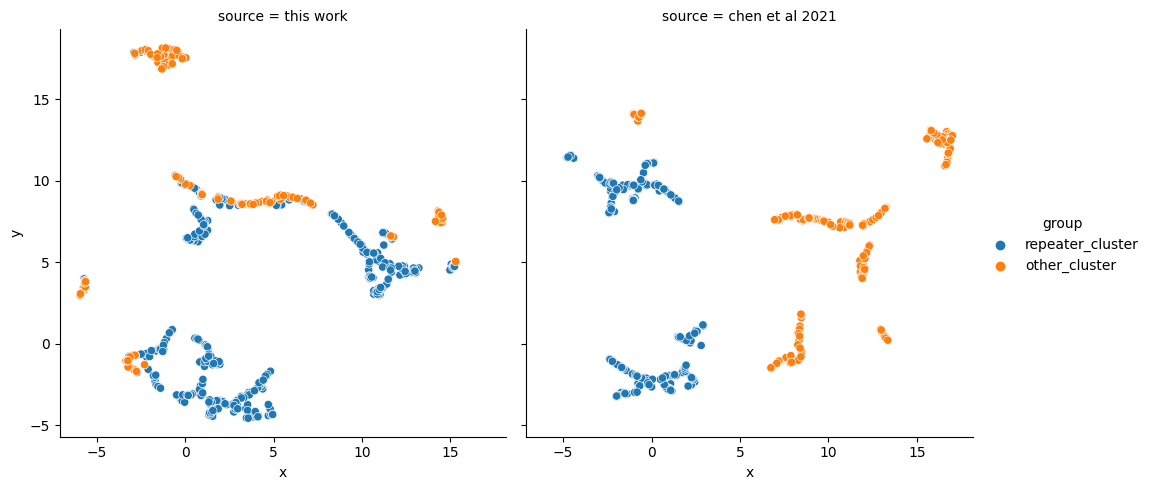 source = this work
source = chen et al 2021
15
10
5
0
−5
y
−5
0
5
10
15
x
−5
0
5
10
15
x
group
repeater_cluster
other_cluster